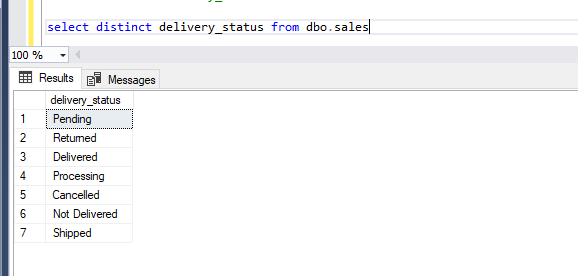 select distinct delivery_status from dbo.sales
100 %
Results Messages
delivery_status
1 Pending
2 Returned
3 Delivered
4 Processing
5 Cancelled
6 Not Delivered
7 Shipped